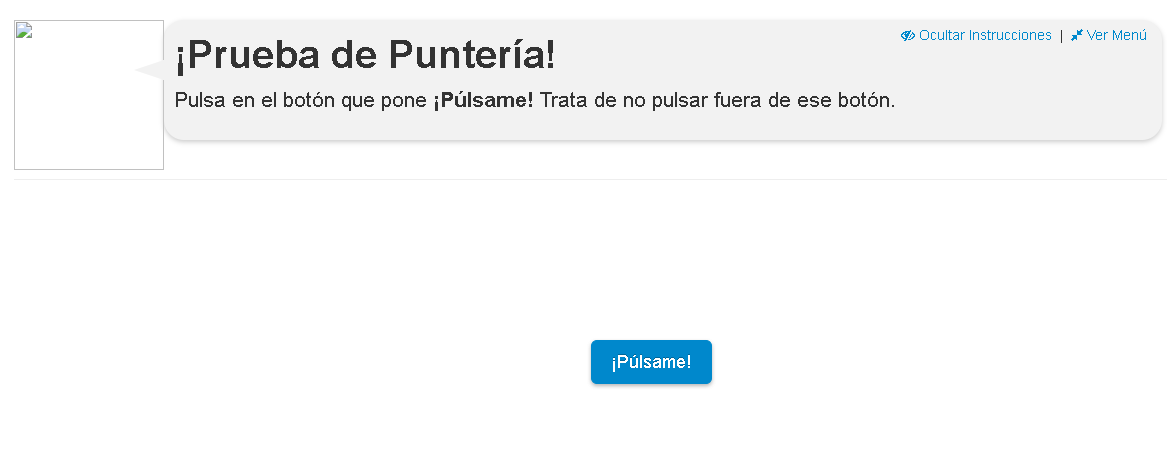 Ocultar Instrucciones | Ver Menú
¡Prueba de Puntería!
Pulsa en el botón que pone ¡Púlsame! Trata de no pulsar fuera de ese botón.
¡Púlsame!